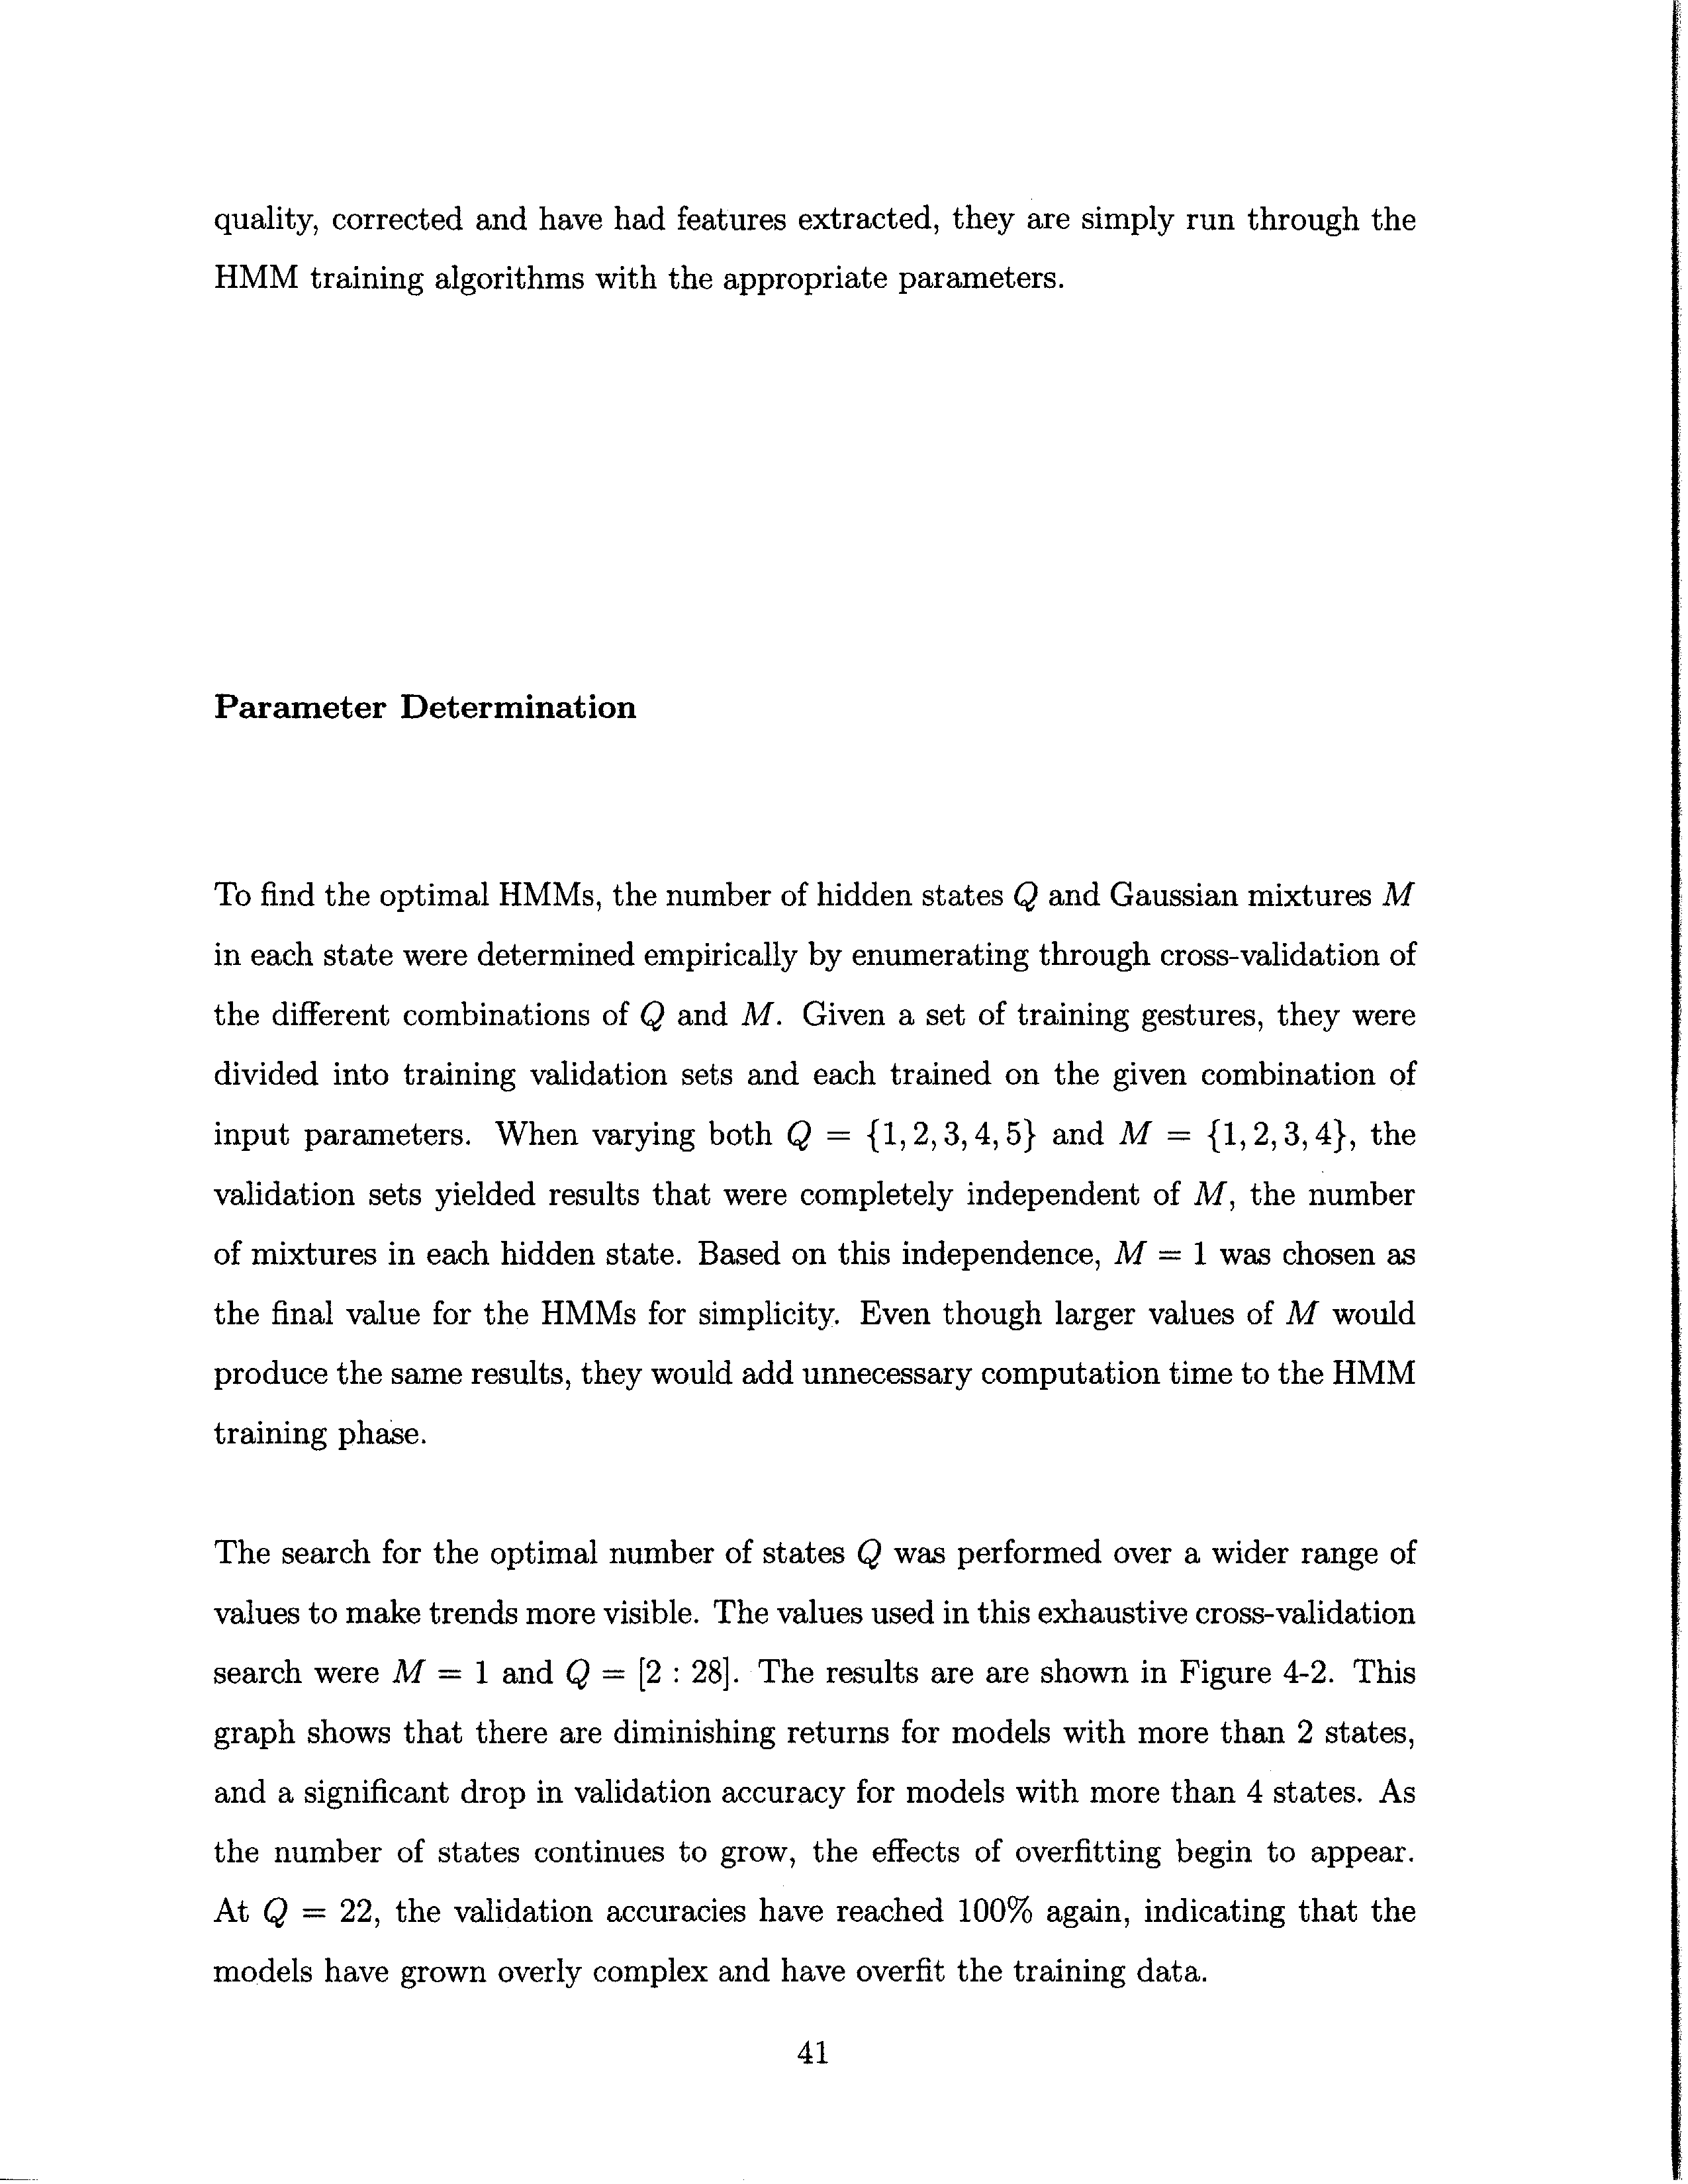 quality, corrected and have had features extracted, they are simply run through the
HMM training algorithms with the appropriate parameters.
Parameter Determination
To find the optimal HMMs, the number of hidden states Q and Gaussian mixtures M
in each state were determined empirically by enumerating through cross-validation of
the different combinations of Q and M. Given a set of training gestures, they were
divided into training validation sets and each trained on the given combination of
input parameters. When varying both Q = {1, 2, 3, 4, 5} and M = {1, 2, 3, 4}, the
validation sets yielded results that were completely independent of M, the number
of mixtures in each hidden state. Based on this independence, M = 1 was chosen as
the final value for the HMMs for simplicity. Even though larger values of M would
produce the same results, they would add unnecessary computation time to the HMM
training phase.
The search for the optimal number of states Q was performed over a wider range of
values to make trends more visible. The values used in this exhaustive cross-validation
search were M = 1 and Q = [2 : 28]. The results are are shown in Figure 4-2. This
graph shows that there are diminishing returns for models with more than 2 states,
and a significant drop in validation accuracy for models with more than 4 states. As
the number of states continues to grow, the effects of overfitting begin to appear.
At Q = 22, the validation accuracies have reached 100% again, indicating that the
models have grown overly complex and have overfit the training data.
41